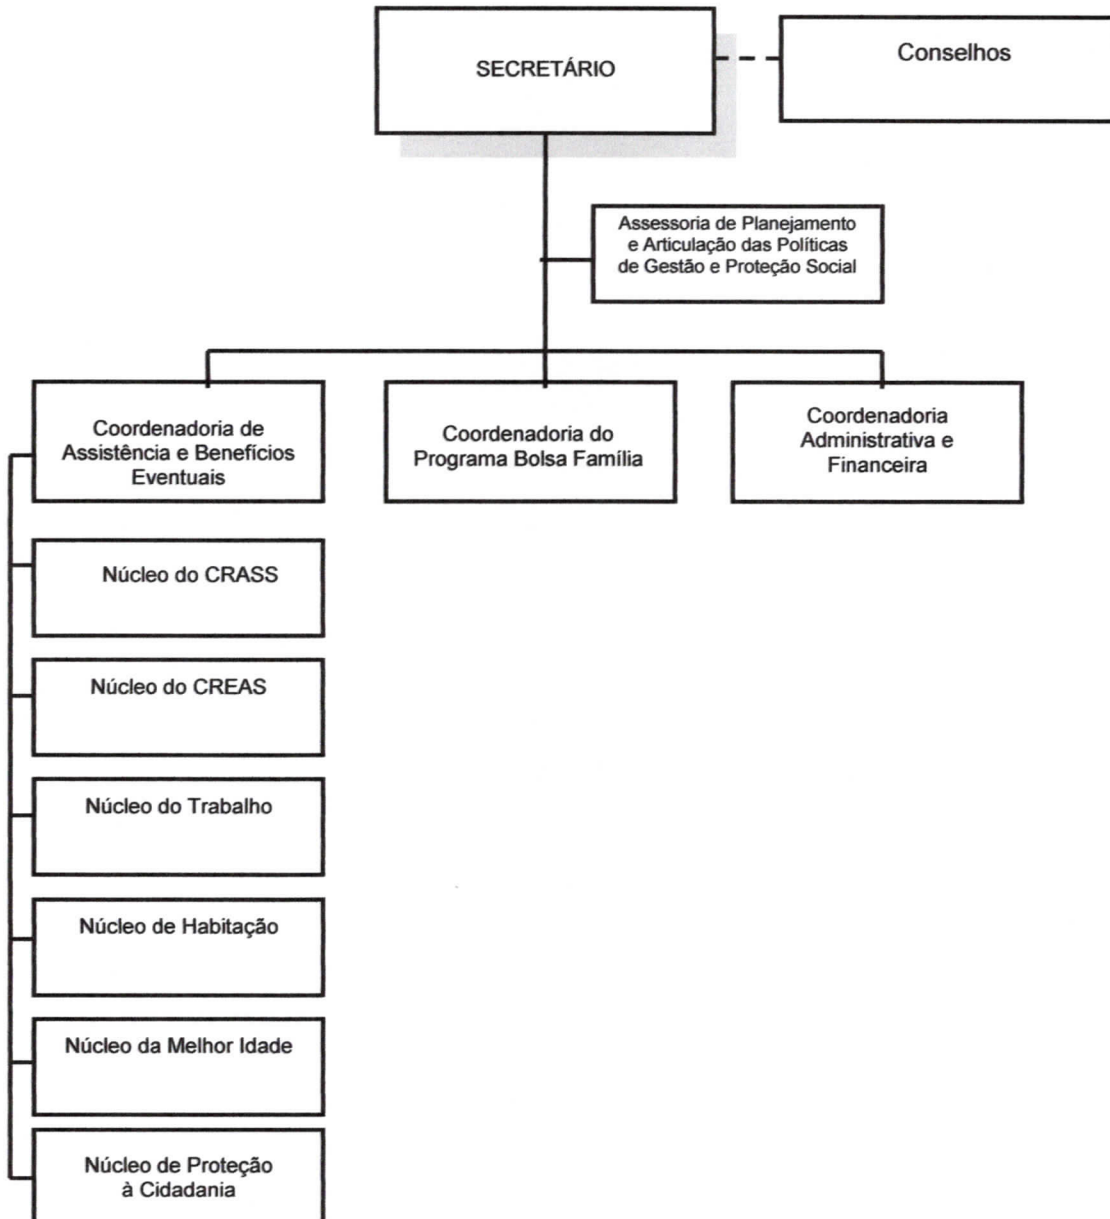 SECRETÁRIO
Conselhos
Assessoria de Planejamento
e Articulação das Políticas
de Gestão e Proteção Social
Coordenadoria de
Assistência e Benefícios
Eventuais
Coordenadoria do
Programa Bolsa Família
Coordenadoria
Administrativa e
Financeira
Núcleo do CRASS
Núcleo do CREAS
Núcleo do Trabalho
Núcleo de Habitação
Núcleo da Melhor Idade
Núcleo de Proteção
à Cidadania